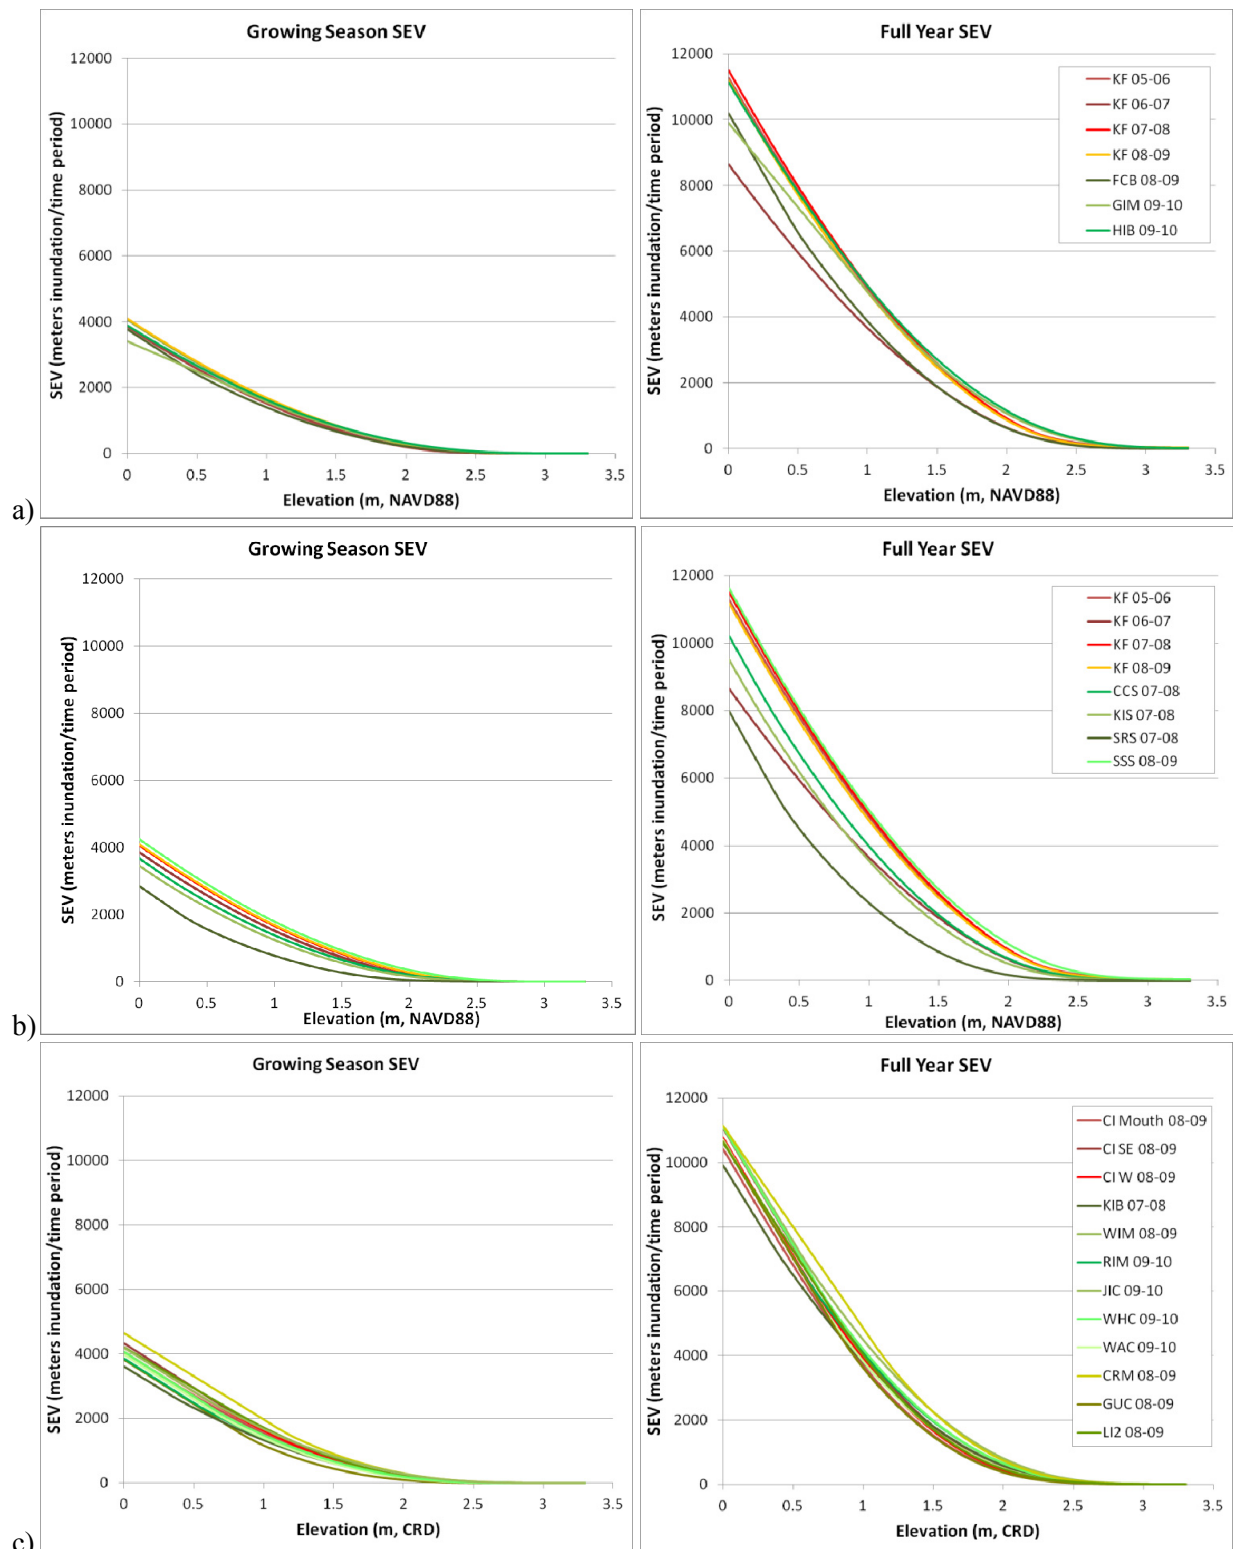 Growing Season SEV
12000
10000
8000
6000
4000
2000
0
SEV (meters inundation/time period)
0 0.5 1 1.5 2 2.5 3 3.5
Elevation (m, NAVD88)
Full Year SEV
12000
10000
8000
6000
4000
2000
0
SEV (meters inundation/time period)
KF 05-06
KF 06-07
KF 07-08
KF 08-09
FCB 08-09
GIM 09-10
HIB 09-10
0 0.5 1 1.5 2 2.5 3 3.5
Elevation (m, NAVD88)
a)
Growing Season SEV
12000
10000
8000
6000
4000
2000
0
SEV (meters inundation/time period)
0 0.5 1 1.5 2 2.5 3 3.5
Elevation (m, NAVD88)
Full Year SEV
12000
10000
8000
6000
4000
2000
0
SEV (meters inundation/time period)
KF 05-06
KF 06-07
KF 07-08
KF 08-09
CCS 07-08
KIS 07-08
SRS 07-08
SSS 08-09
0 0.5 1 1.5 2 2.5 3 3.5
Elevation (m, NAVD88)
b)
Growing Season SEV
12000
10000
8000
6000
4000
2000
0
SEV (meters inundation/time period)
0 0.5 1 1.5 2 2.5 3 3.5
Elevation (m, CRD)
Full Year SEV
12000
10000
8000
6000
4000
2000
0
SEV (meters inundation/time period)
CI Mouth 08-09
CI SE 08-09
CI W 08-09
KIB 07-08
WIM 08-09
RIM 09-10
JIC 09-10
WHC 09-10
WAC 09-10
CRM 08-09
GUC 08-09
LI2 08-09
0 0.5 1 1.5 2 2.5 3 3.5
Elevation (m, CRD)
c)